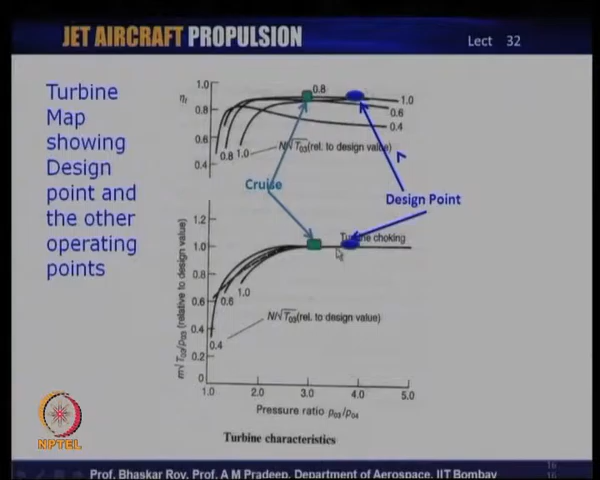 JET AIRCRAFT PROPULSION
Lect 32
Turbine
Map
showing
Design
point and
the other
operating
points
1.0
ηt
0.8
0.6
0.4
0.8
1.0
0.6
0.4
0.8 1.0
N/√T03 (rel. to design value)
Cruise
Design Point
m√T03/p03 (relative to design value)
1.2
1.0
0.8
0.6
0.4
0.2
0
Turbine choking
1.0
0.6
0.4
N/√T03 (rel. to design value)
1.0 2.0 3.0 4.0 5.0
Pressure ratio p03/p04
Turbine characteristics
NPTEL
16
Prof. Bhaskar Roy, Prof. A M Pradeep, Department of Aerospace, IIT Bombay
16